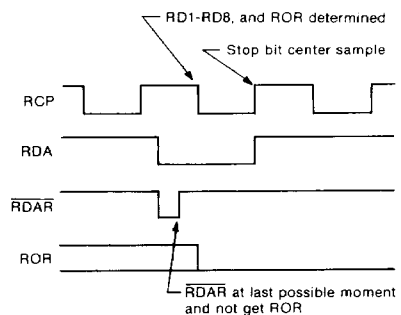 RD1-RD8, and ROR determined
Stop bit center sample
RCP
RDA
RDAR
ROR
RDAR at last possible moment
and not get ROR